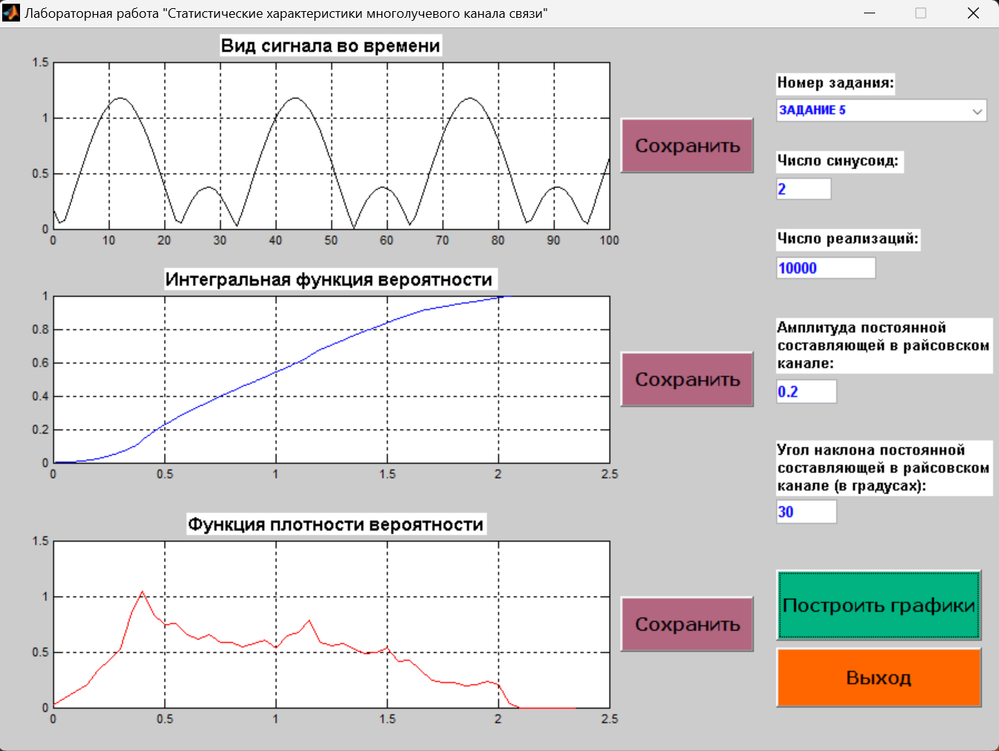 Лабораторная работа "Статистические характеристики многолучевого канала связи"
Вид сигнала во времени
1.5
1
0.5
0
0 10 20 30 40 50 60 70 80 90 100
Сохранить
Интегральная функция вероятности
1
0.8
0.6
0.4
0.2
0
0 0.5 1 1.5 2 2.5
Сохранить
Функция плотности вероятности
1.5
1
0.5
0
0 0.5 1 1.5 2 2.5
Сохранить
Номер задания:
ЗАДАНИЕ 5
Число синусоид:
2
Число реализаций:
10000
Амплитуда постоянной
составляющей в райсовском
канале:
0.2
Угол наклона постоянной
составляющей в райсовском
канале (в градусах):
30
Построить графики
Выход